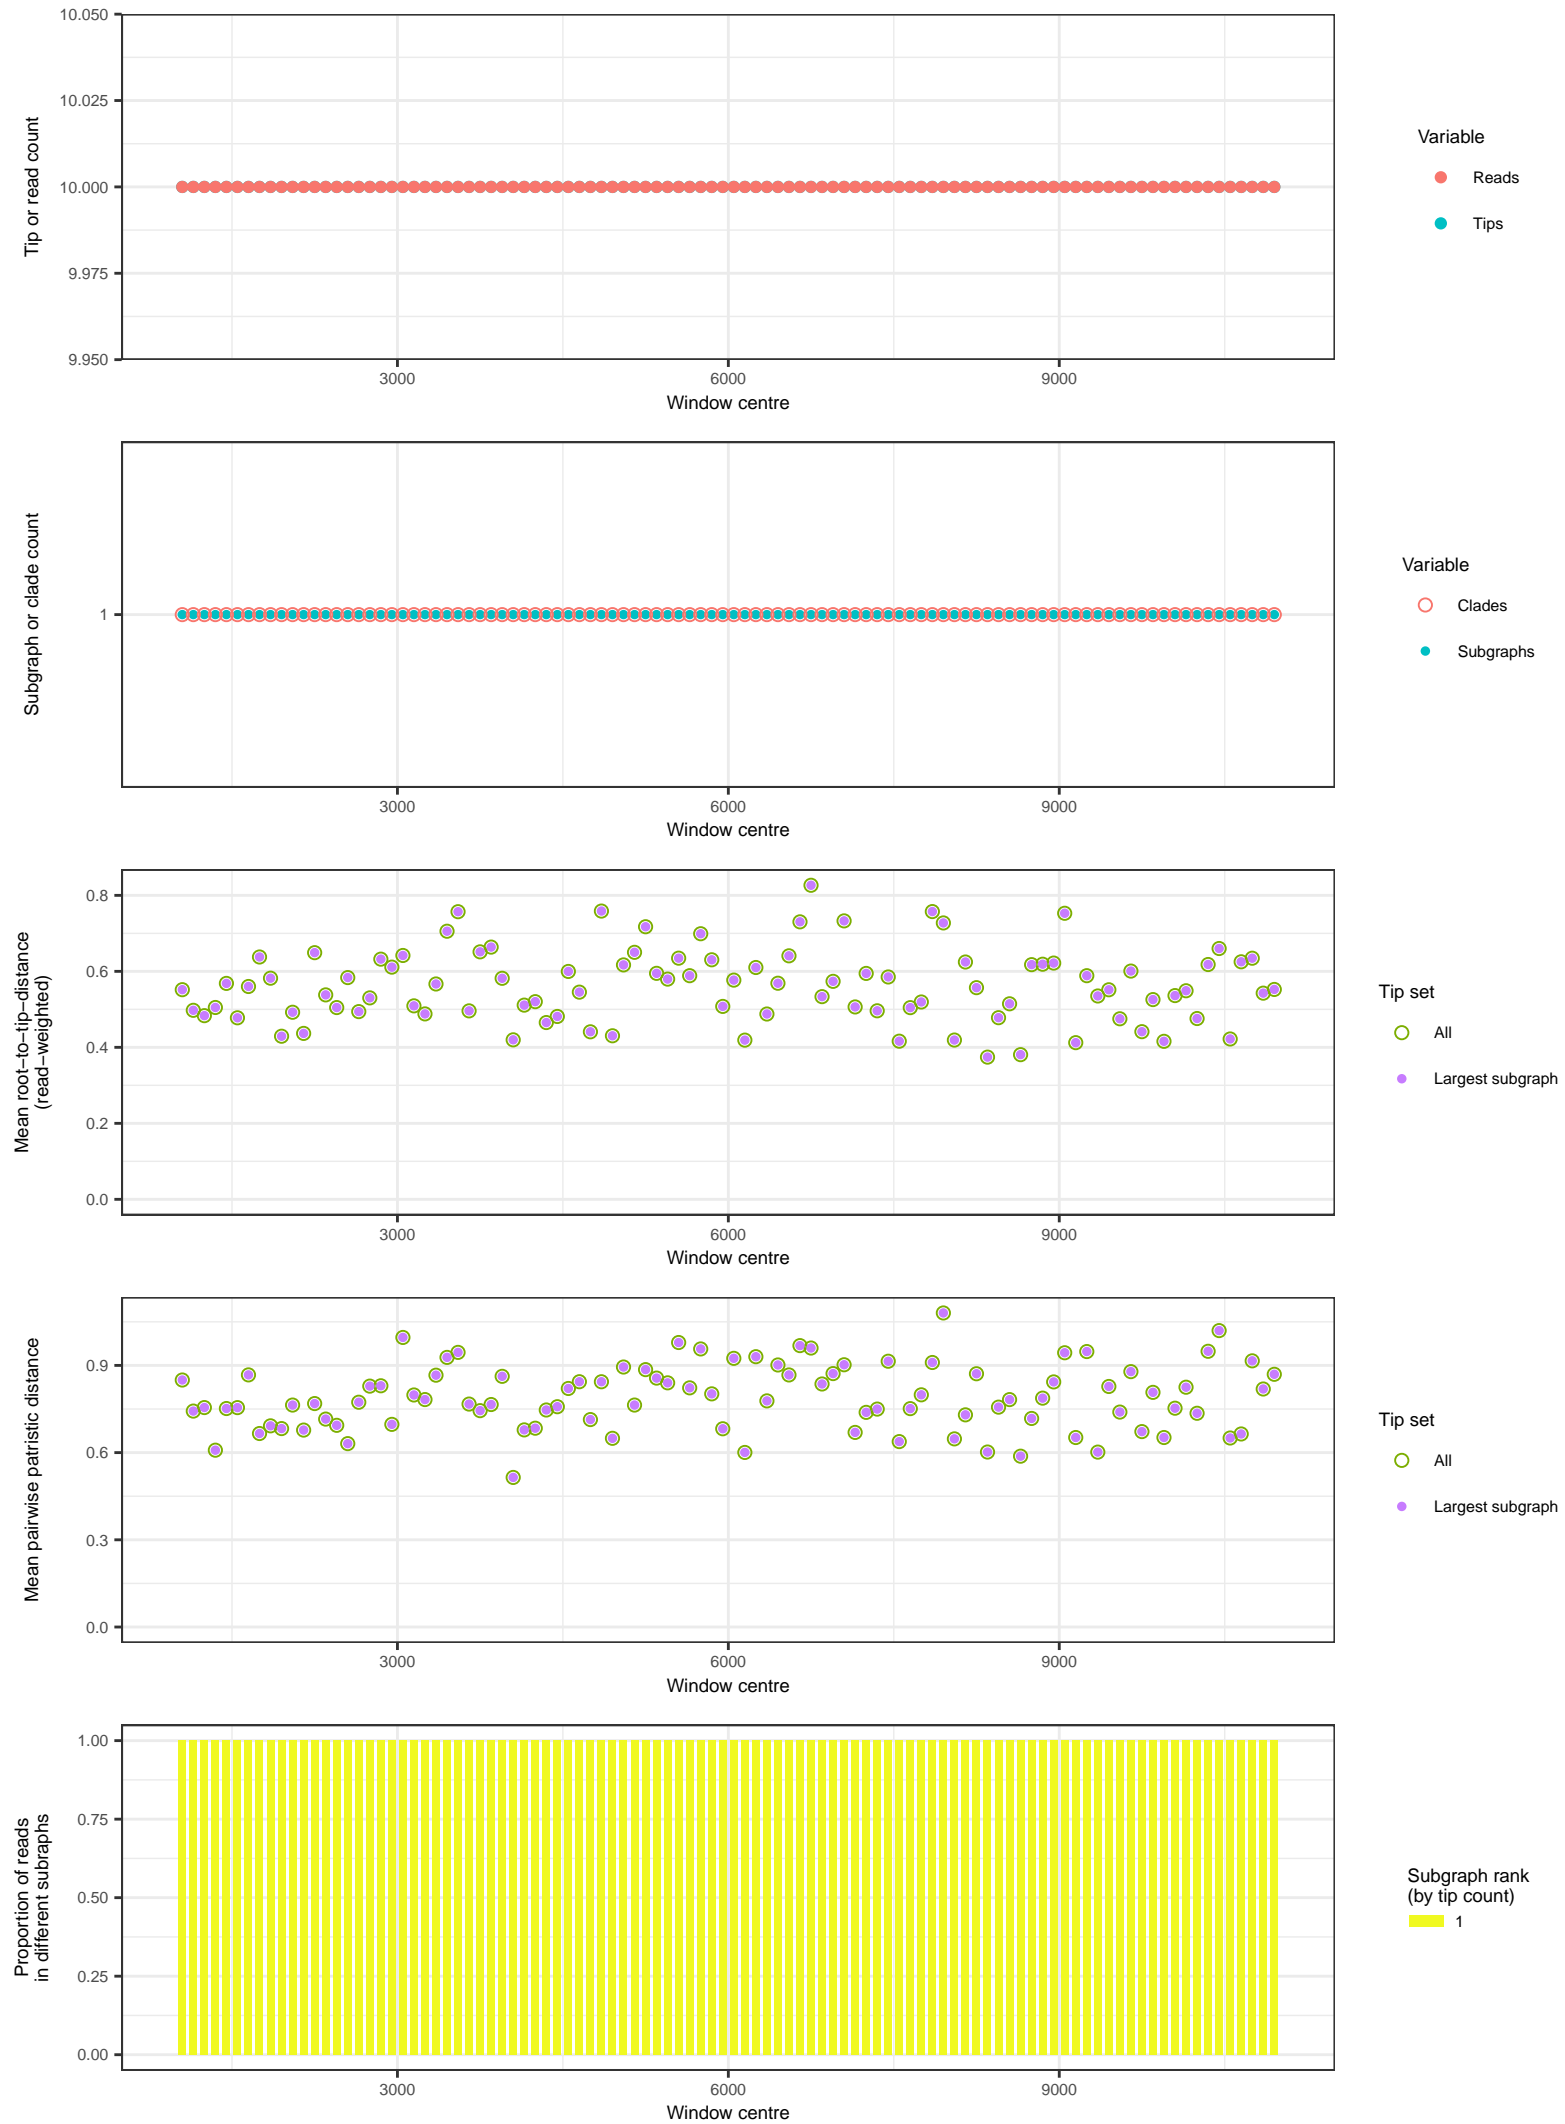 10.050
10.025
10.000
9.975
9.950
Tip or read count
3000
6000
9000
Window centre
Variable
Reads
Tips
1
Subgraph or clade count
3000
6000
9000
Window centre
Variable
Clades
Subgraphs
0.8
0.6
0.4
0.2
0.0
Mean root−to−tip−distance
(read−weighted)
3000
6000
9000
Window centre
Tip set
All
Largest subgraph
0.9
0.6
0.3
0.0
Mean pairwise patristic distance
3000
6000
9000
Window centre
Tip set
All
Largest subgraph
1.00
0.75
0.50
0.25
0.00
Proportion of reads
in different subraphs
3000
6000
9000
Window centre
Subgraph rank
(by tip count)
1